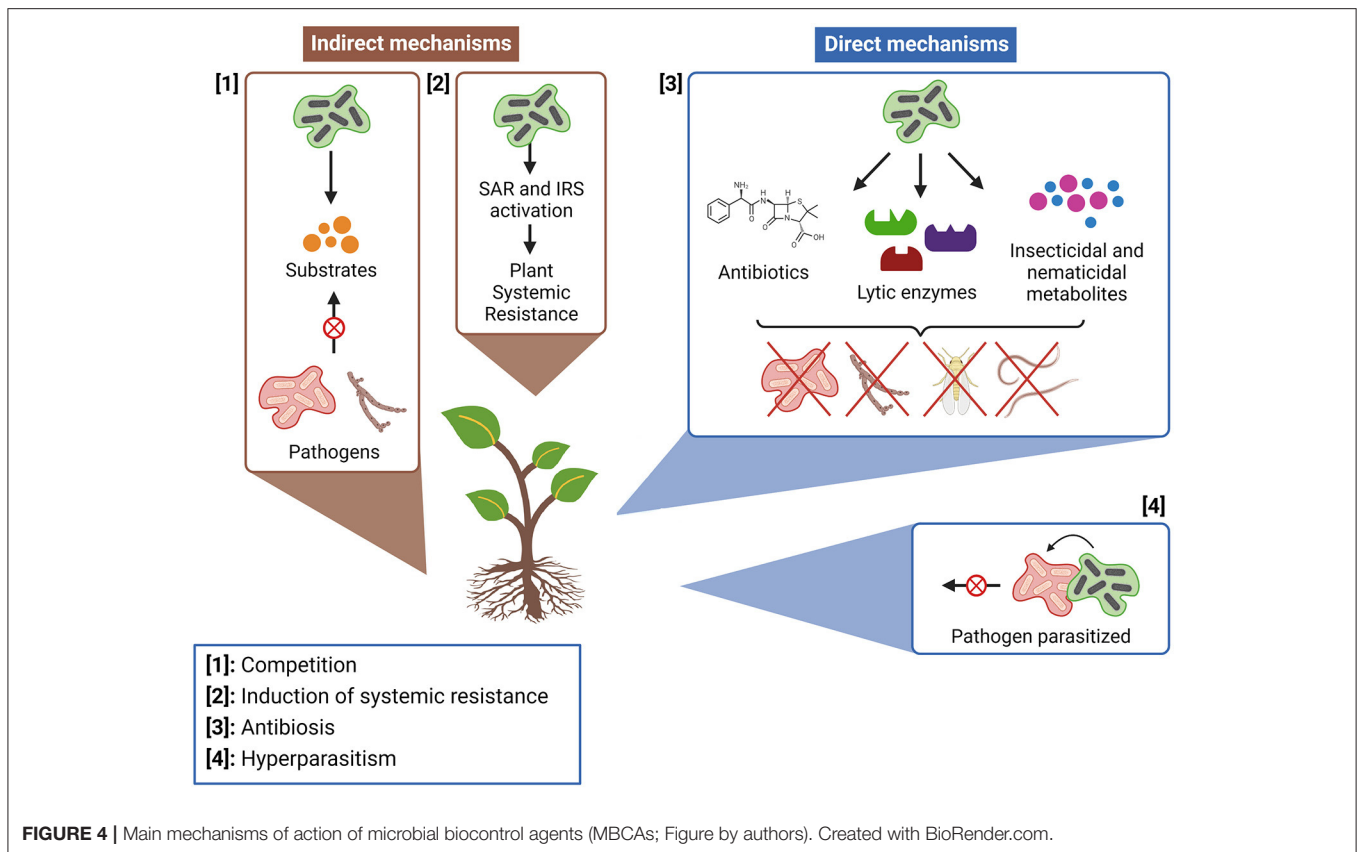 Indirect mechanisms
Direct mechanisms
[1]
Substrates
Pathogens
[2]
SAR and IRS
activation
Plant
Systemic
Resistance
[3]
NH₂
H
N
O
H
S
N
O
O
OH
Antibiotics
Lytic enzymes
Insecticidal and
nematicidal
metabolites
[4]
Pathogen parasitized
[1]: Competition
[2]: Induction of systemic resistance
[3]: Antibiosis
[4]: Hyperparasitism
FIGURE 4 | Main mechanisms of action of microbial biocontrol agents (MBCAs; Figure by authors). Created with BioRender.com.